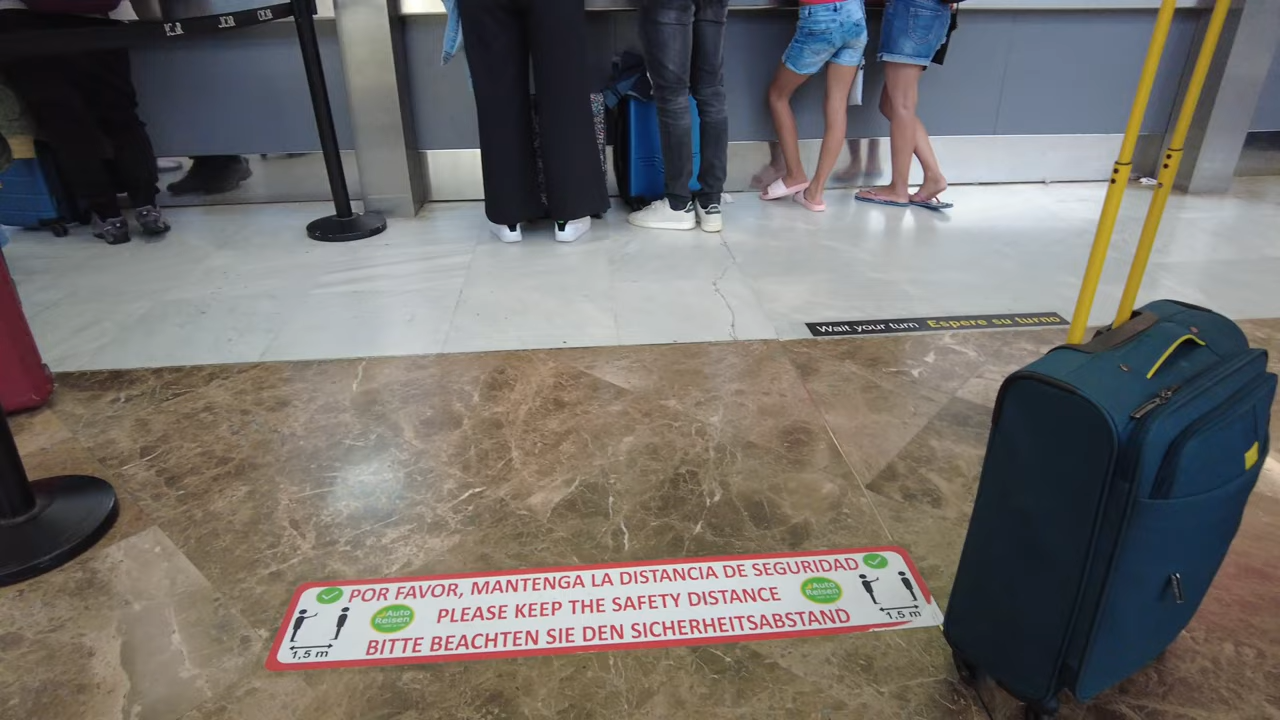 Wait your turn Espere su turno
POR FAVOR, MANTENGA LA DISTANCIA DE SEGURIDAD
Auto Reisen
PLEASE KEEP THE SAFETY DISTANCE
Auto Reisen
BITTE BEACHTEN SIE DEN SICHERHEITSABSTAND
1,5 m
1,5 m